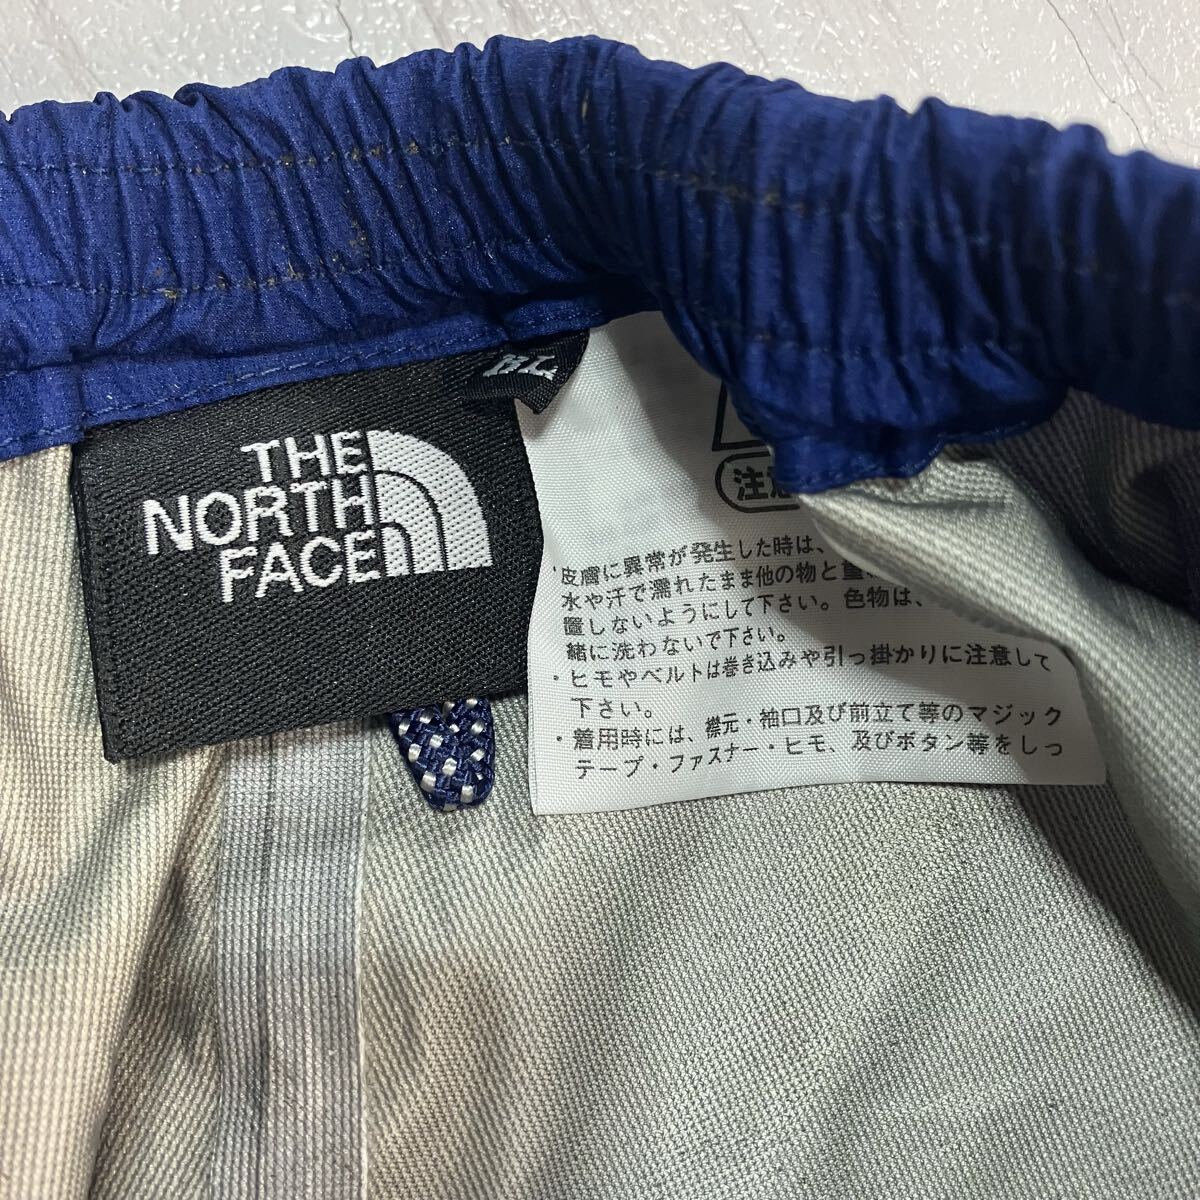 THE
NORTH
FACE
注意
・皮膚に異常が発生した時は、
水や汗で濡れたまま他の物と重
置しないようにして下さい。色物は、
緒に洗わないで下さい。
・ヒモやベルトは巻き込みや引っ掛かりに注意して
下さい。
・着用時には、襟元・袖口及び前立て等のマジック
テープ・ファスナー・ヒモ、及びボタン等をしっ